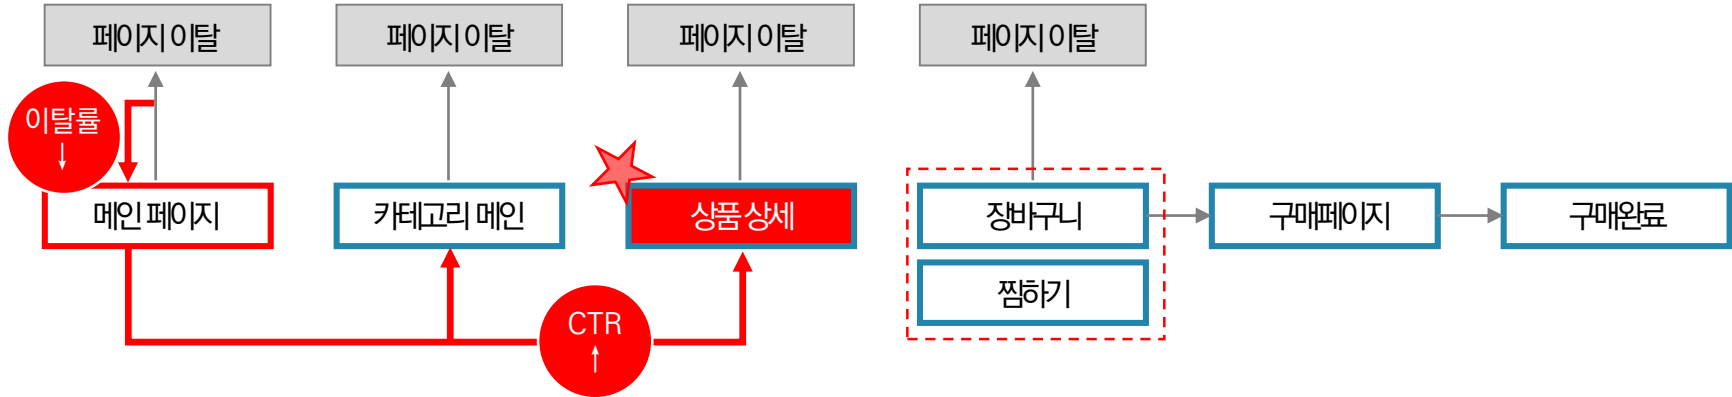 페이지 이탈
페이지 이탈
페이지 이탈
페이지 이탈
이탈률
↓
메인 페이지
카테고리 메인
상품 상세
장바구니
구매페이지
구매완료
찜하기
CTR
↑